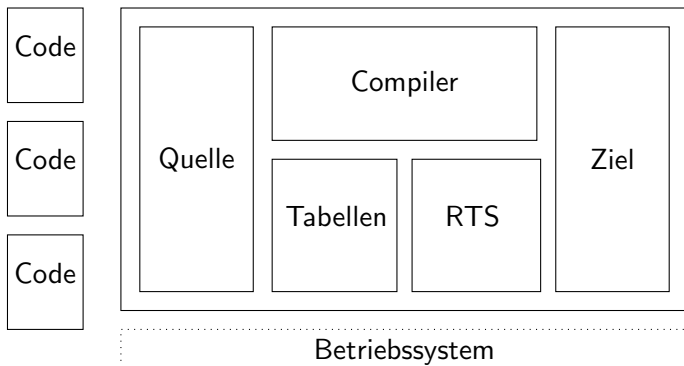 Code
Code
Code
Quelle
Compiler
Tabellen
RTS
Ziel
Betriebssystem